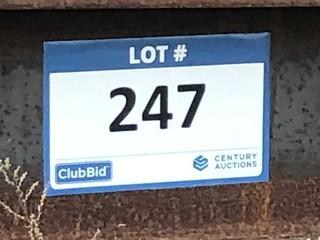 LOT #
247
ClubBid
CENTURY
AUCTIONS